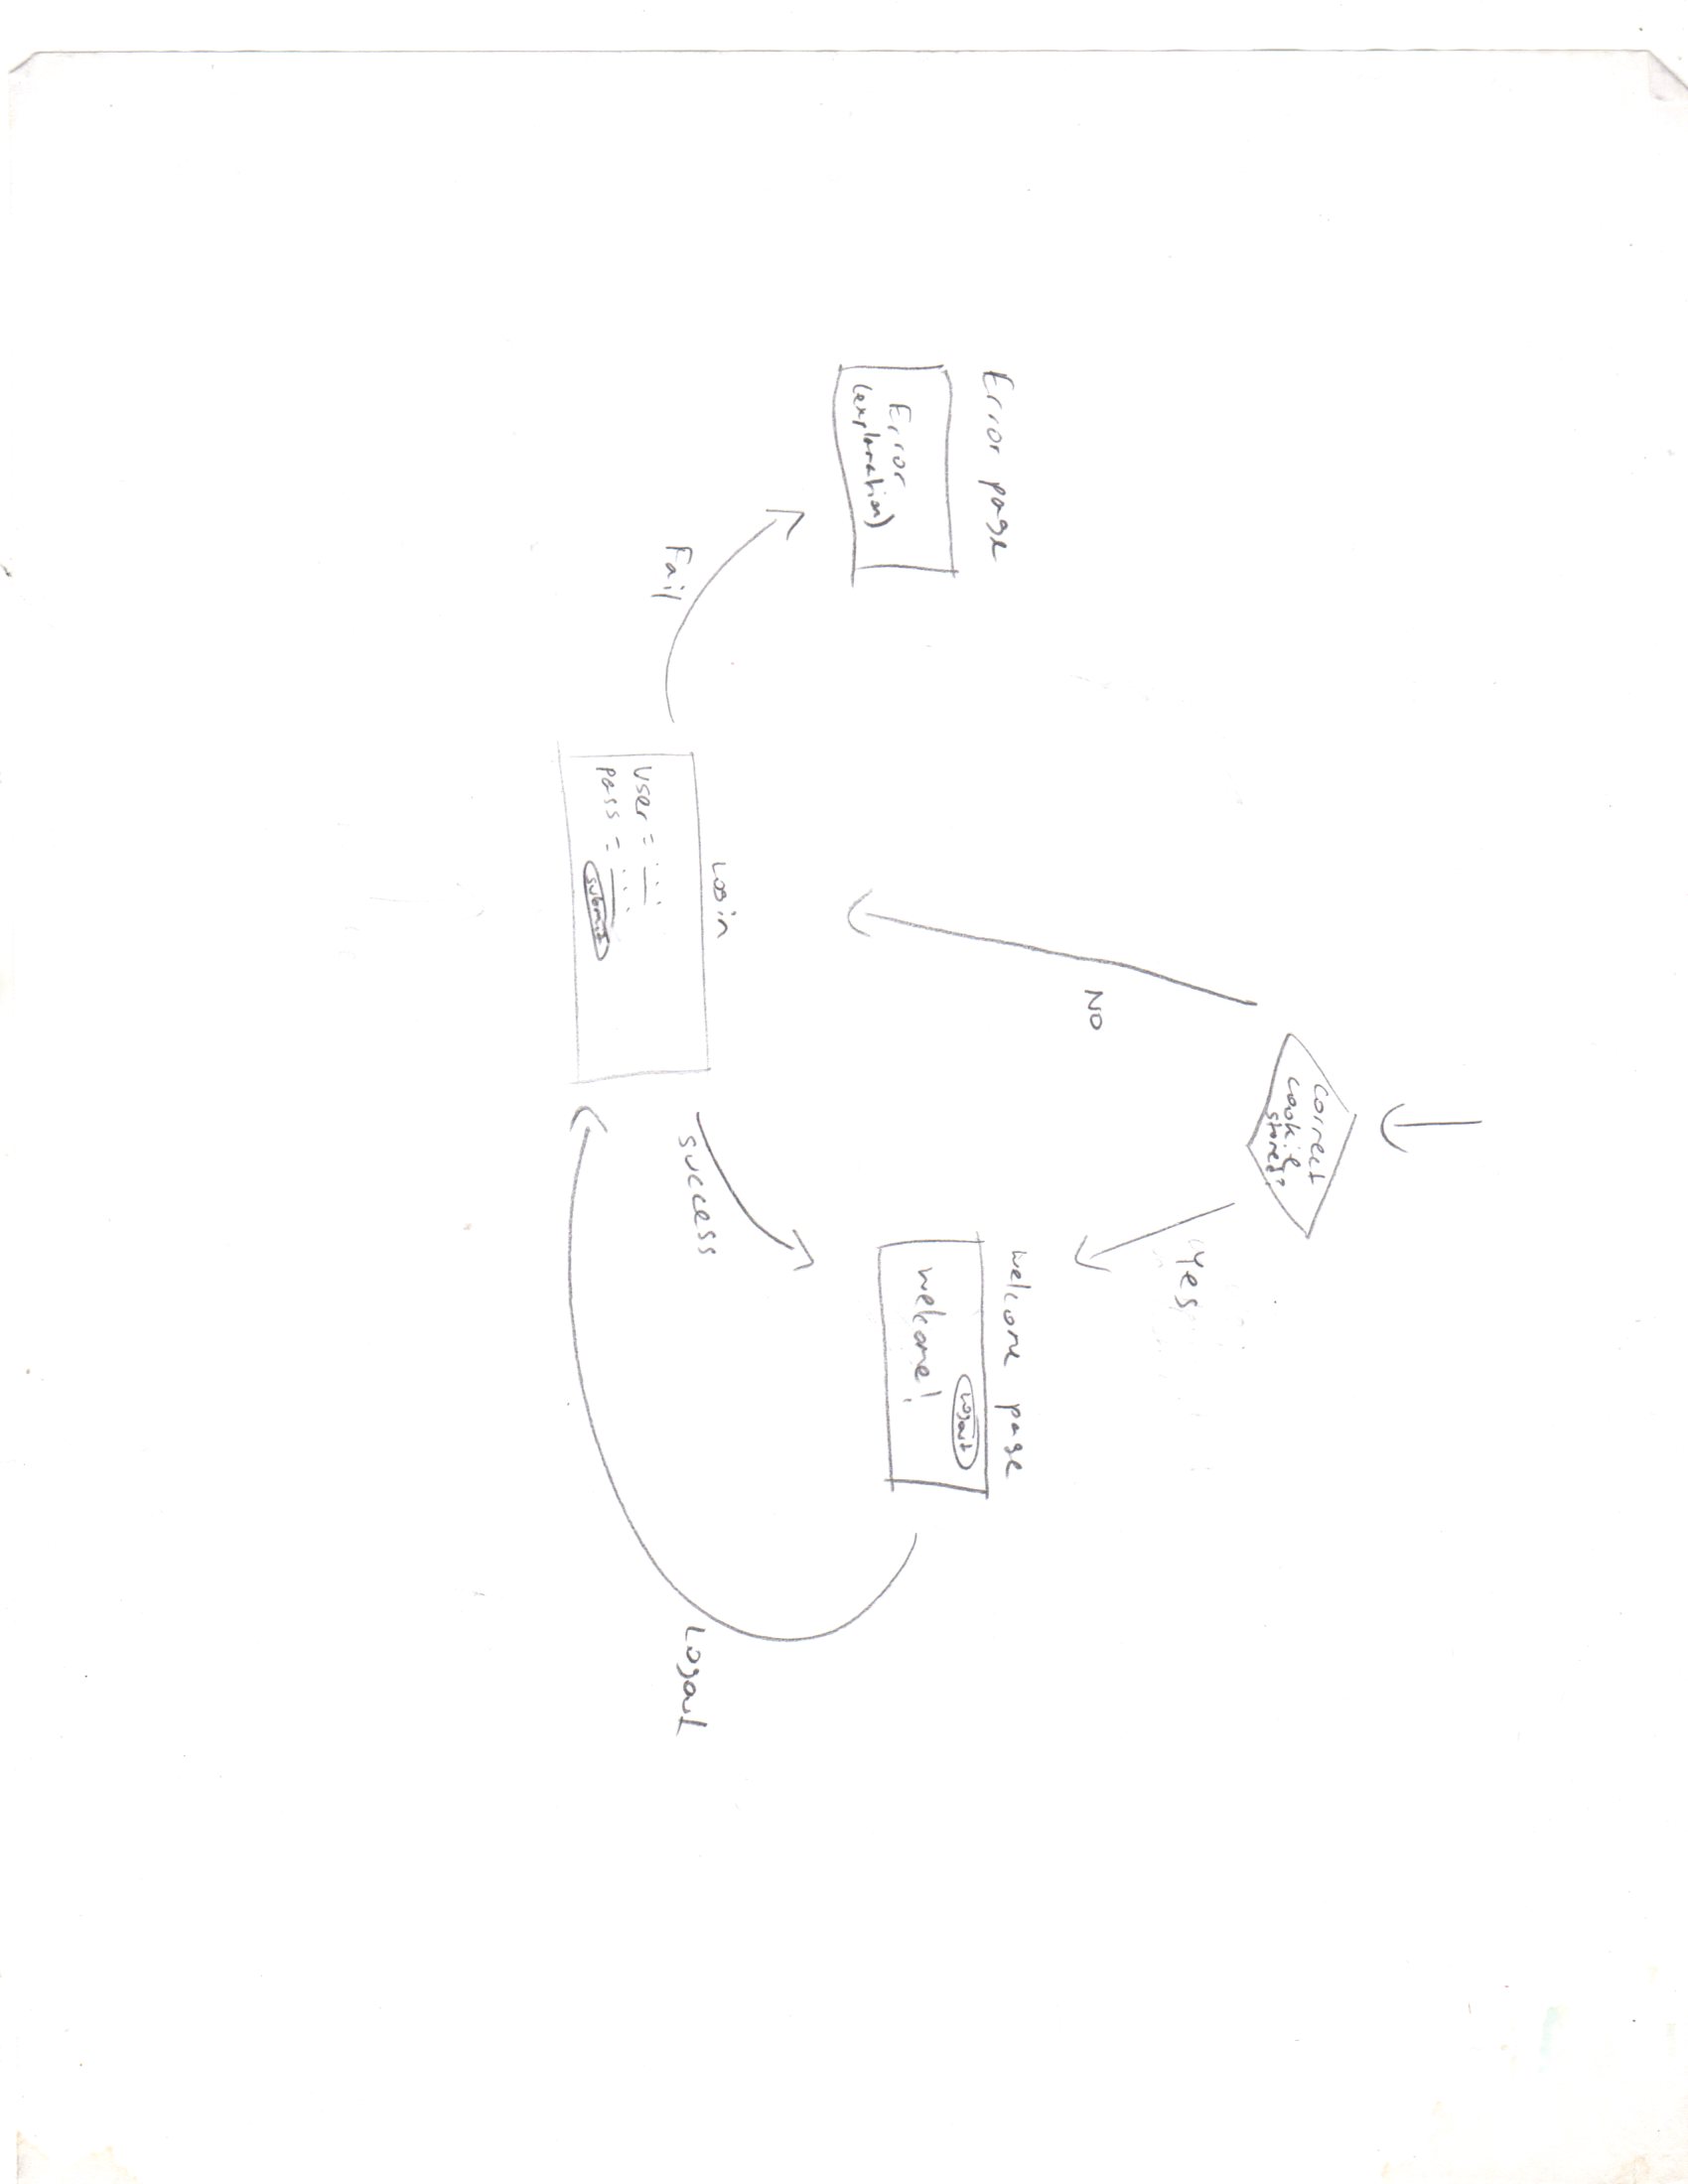 correct
cookie
stored?
Yes
NO
Welcome page
Logout
Welcome!
Error page
Error
(explanation)
Login
User:
Pass:
Submit
Fail
success
Logout